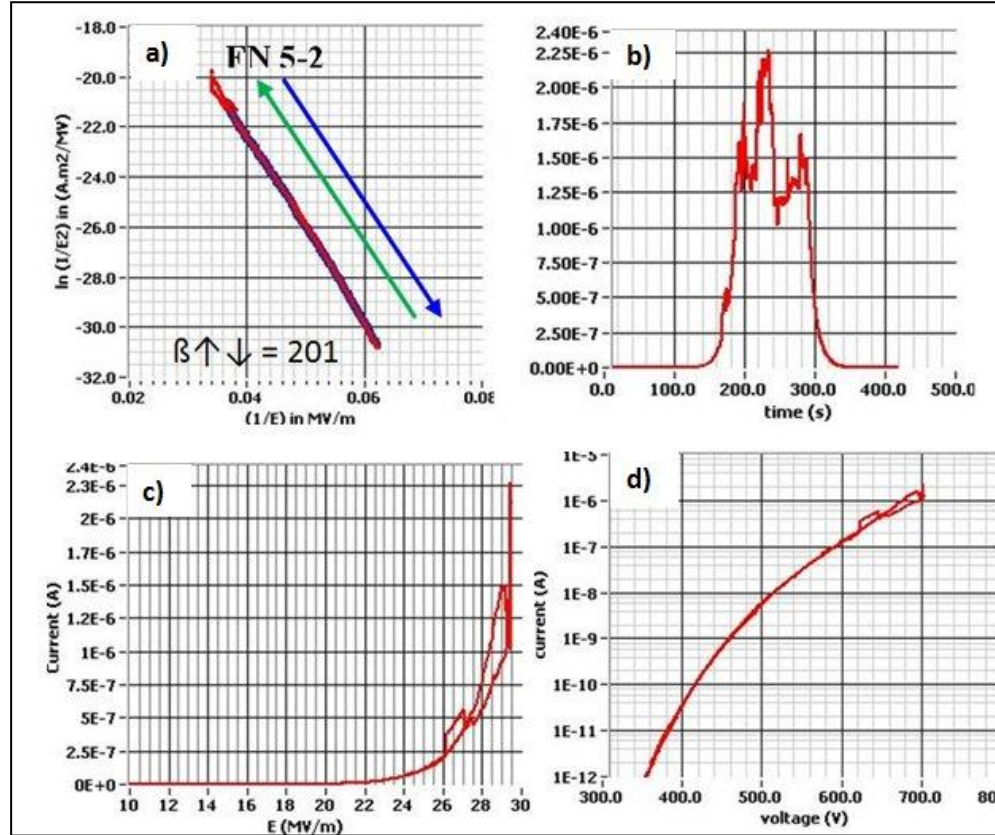 a)
FN 5-2
ln (I/E2) in (A.m2/MV)
-18.0
-20.0
-22.0
-24.0
-26.0
-28.0
-30.0
-32.0
ß↑↓ = 201
0.02 0.04 0.06 0.08
(1/E) in MV/m
b)
2.40E-6
2.25E-6
2.00E-6
1.75E-6
1.50E-6
1.25E-6
1.00E-6
7.50E-7
5.00E-7
2.50E-7
0.00E+0
0.0 200.0 300.0 500.0
time (s)
c)
Current (A)
2.4E-6
2.3E-6
2E-6
1.7E-6
1.5E-6
1.2E-6
1E-6
7.5E-7
5E-7
2.5E-7
0E+0
10 12 14 16 18 20 22 24 26 28 30
E (MV/m)
d)
current (A)
1E-5
1E-6
1E-7
1E-8
1E-9
1E-10
1E-11
1E-12
300.0 400.0 500.0 600.0 700.0
voltage (V)